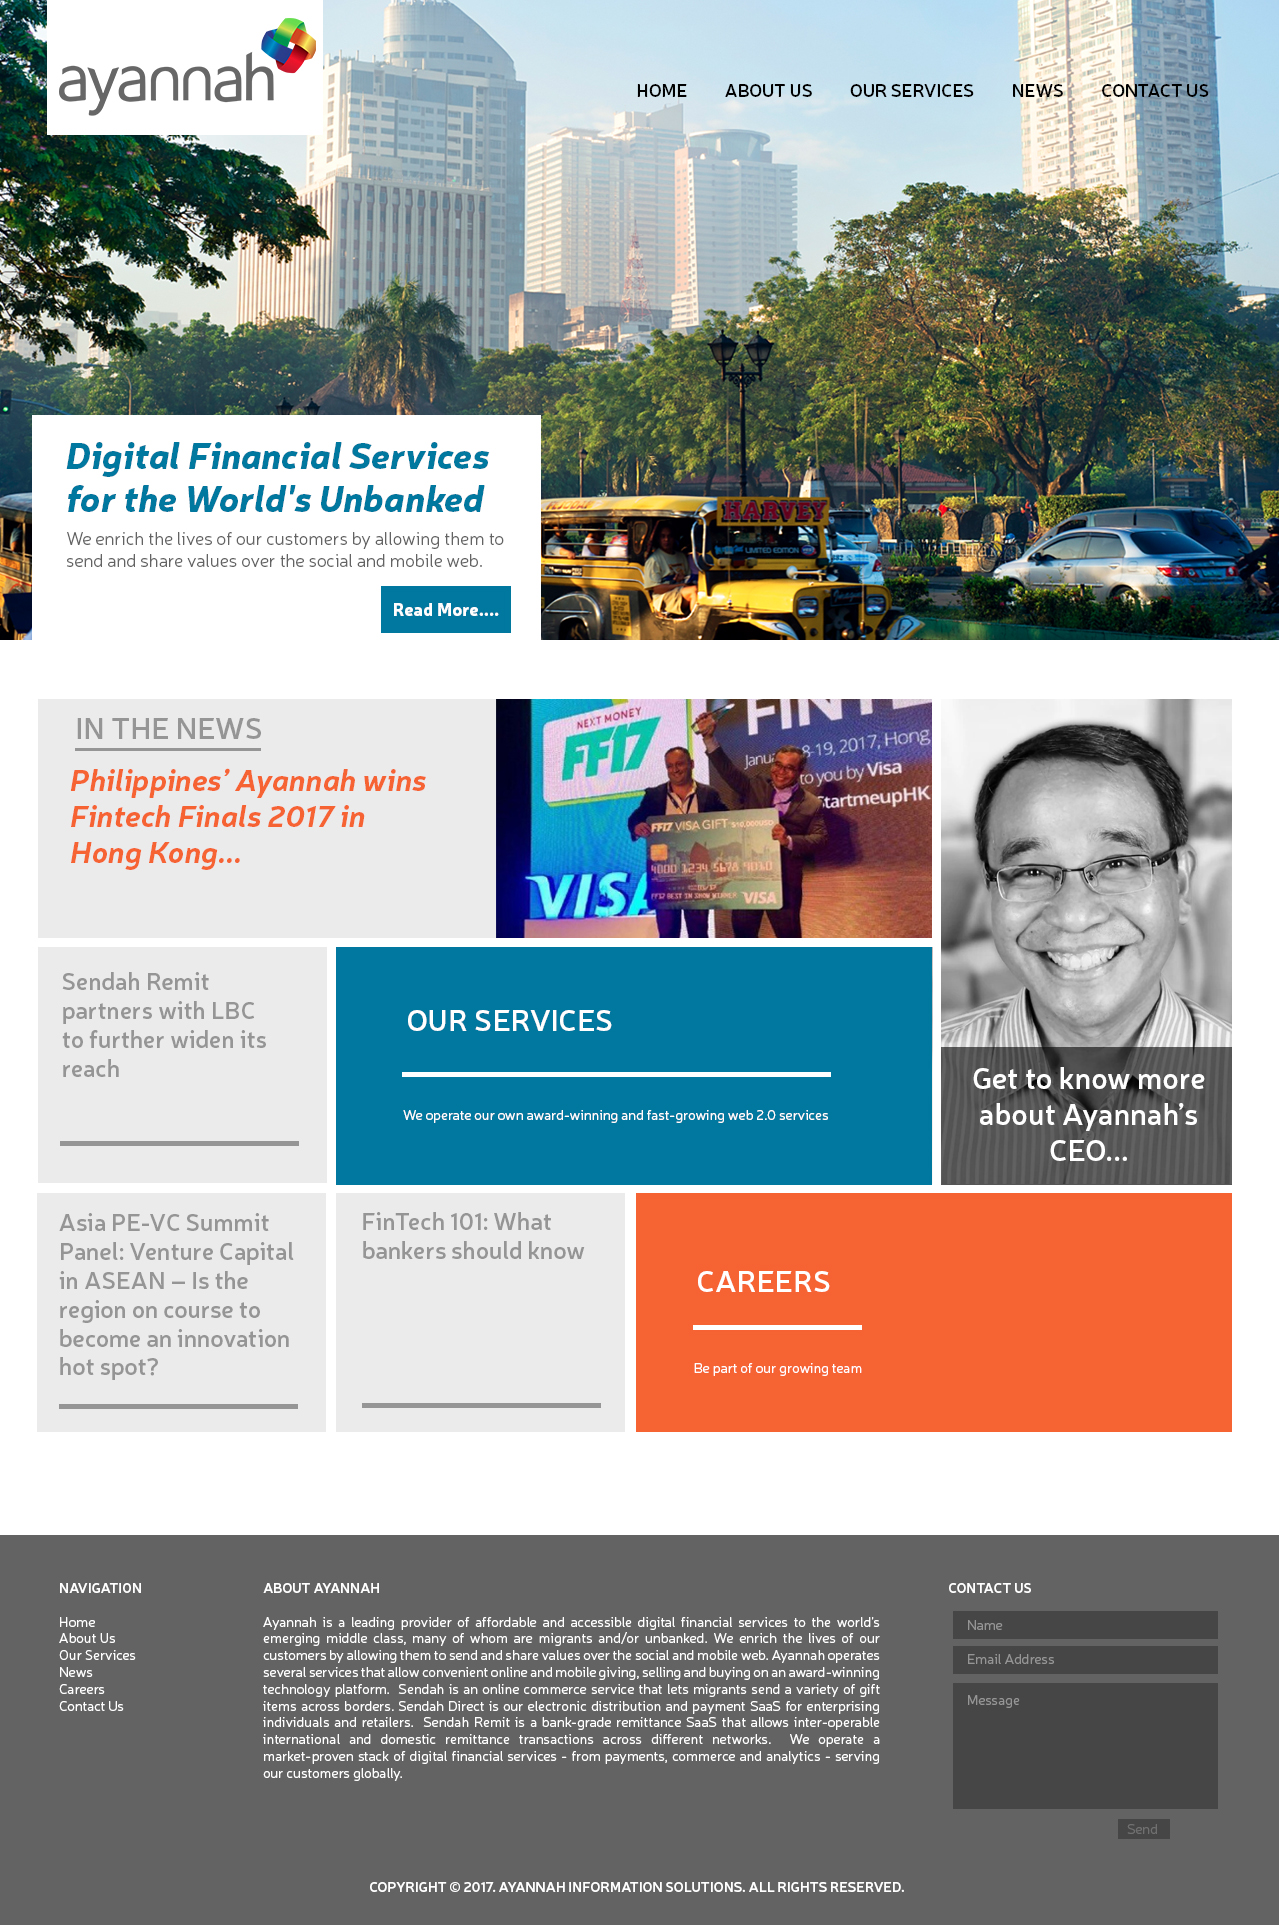 ayannah
HOME
ABOUT US
OUR SERVICES
NEWS
CONTACT US
HARVEY
LIMITED EDITION
Digital Financial Services
for the World's Unbanked
We enrich the lives of our customers by allowing them to
send and share values over the social and mobile web.
Read More....
IN THE NEWS
Philippines’ Ayannah wins
Fintech Finals 2017 in
Hong Kong...
NEXT MONEY
FF17
FINTE
8-19, 2017, Hong
to you by Visa
StartmeupHK
FF17 VISA GIFT
4000 1234 5678 4010
FF17 BEST IN SHOW WINNER
VISA
VISA
Get to know more
about Ayannah’s
CEO...
Sendah Remit
partners with LBC
to further widen its
reach
OUR SERVICES
We operate our own award-winning and fast-growing web 2.0 services
Asia PE-VC Summit
Panel: Venture Capital
in ASEAN – Is the
region on course to
become an innovation
hot spot?
FinTech 101: What
bankers should know
CAREERS
Be part of our growing team
NAVIGATION
Home
About Us
Our Services
News
Careers
Contact Us
ABOUT AYANNAH
Ayannah is a leading provider of affordable and accessible digital financial services to the world's
emerging middle class, many of whom are migrants and/or unbanked. We enrich the lives of our
customers by allowing them to send and share values over the social and mobile web. Ayannah operates
several services that allow convenient online and mobile giving, selling and buying on an award-winning
technology platform. Sendah is an online commerce service that lets migrants send a variety of gift
items across borders. Sendah Direct is our electronic distribution and payment SaaS for enterprising
individuals and retailers. Sendah Remit is a bank-grade remittance SaaS that allows inter-operable
international and domestic remittance transactions across different networks. We operate a
market-proven stack of digital financial services - from payments, commerce and analytics - serving
our customers globally.
CONTACT US
Name
Email Address
Message
Send
COPYRIGHT © 2017. AYANNAH INFORMATION SOLUTIONS. ALL RIGHTS RESERVED.